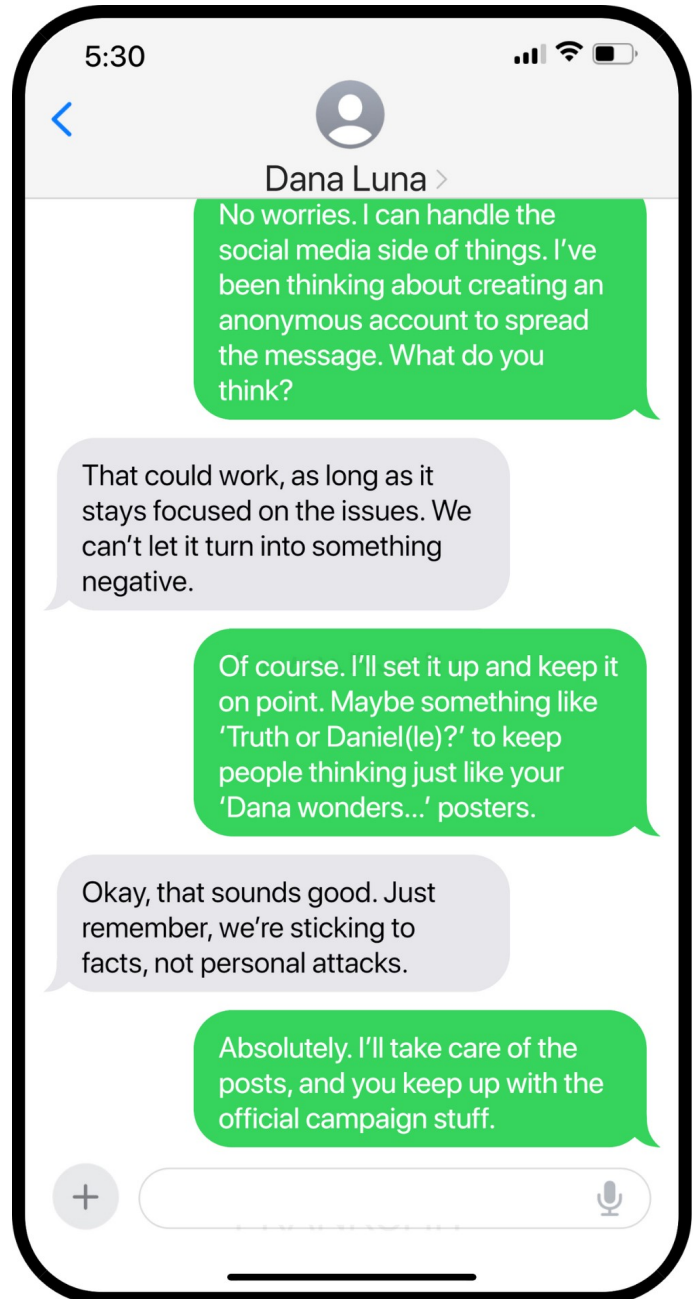 5:30
Dana Luna
No worries. I can handle the
social media side of things. I’ve
been thinking about creating an
anonymous account to spread
the message. What do you
think?
That could work, as long as it
stays focused on the issues. We
can’t let it turn into something
negative.
Of course. I’ll set it up and keep it
on point. Maybe something like
‘Truth or Daniel(le)?’ to keep
people thinking just like your
‘Dana wonders...’ posters.
Okay, that sounds good. Just
remember, we’re sticking to
facts, not personal attacks.
Absolutely. I’ll take care of the
posts, and you keep up with the
official campaign stuff.